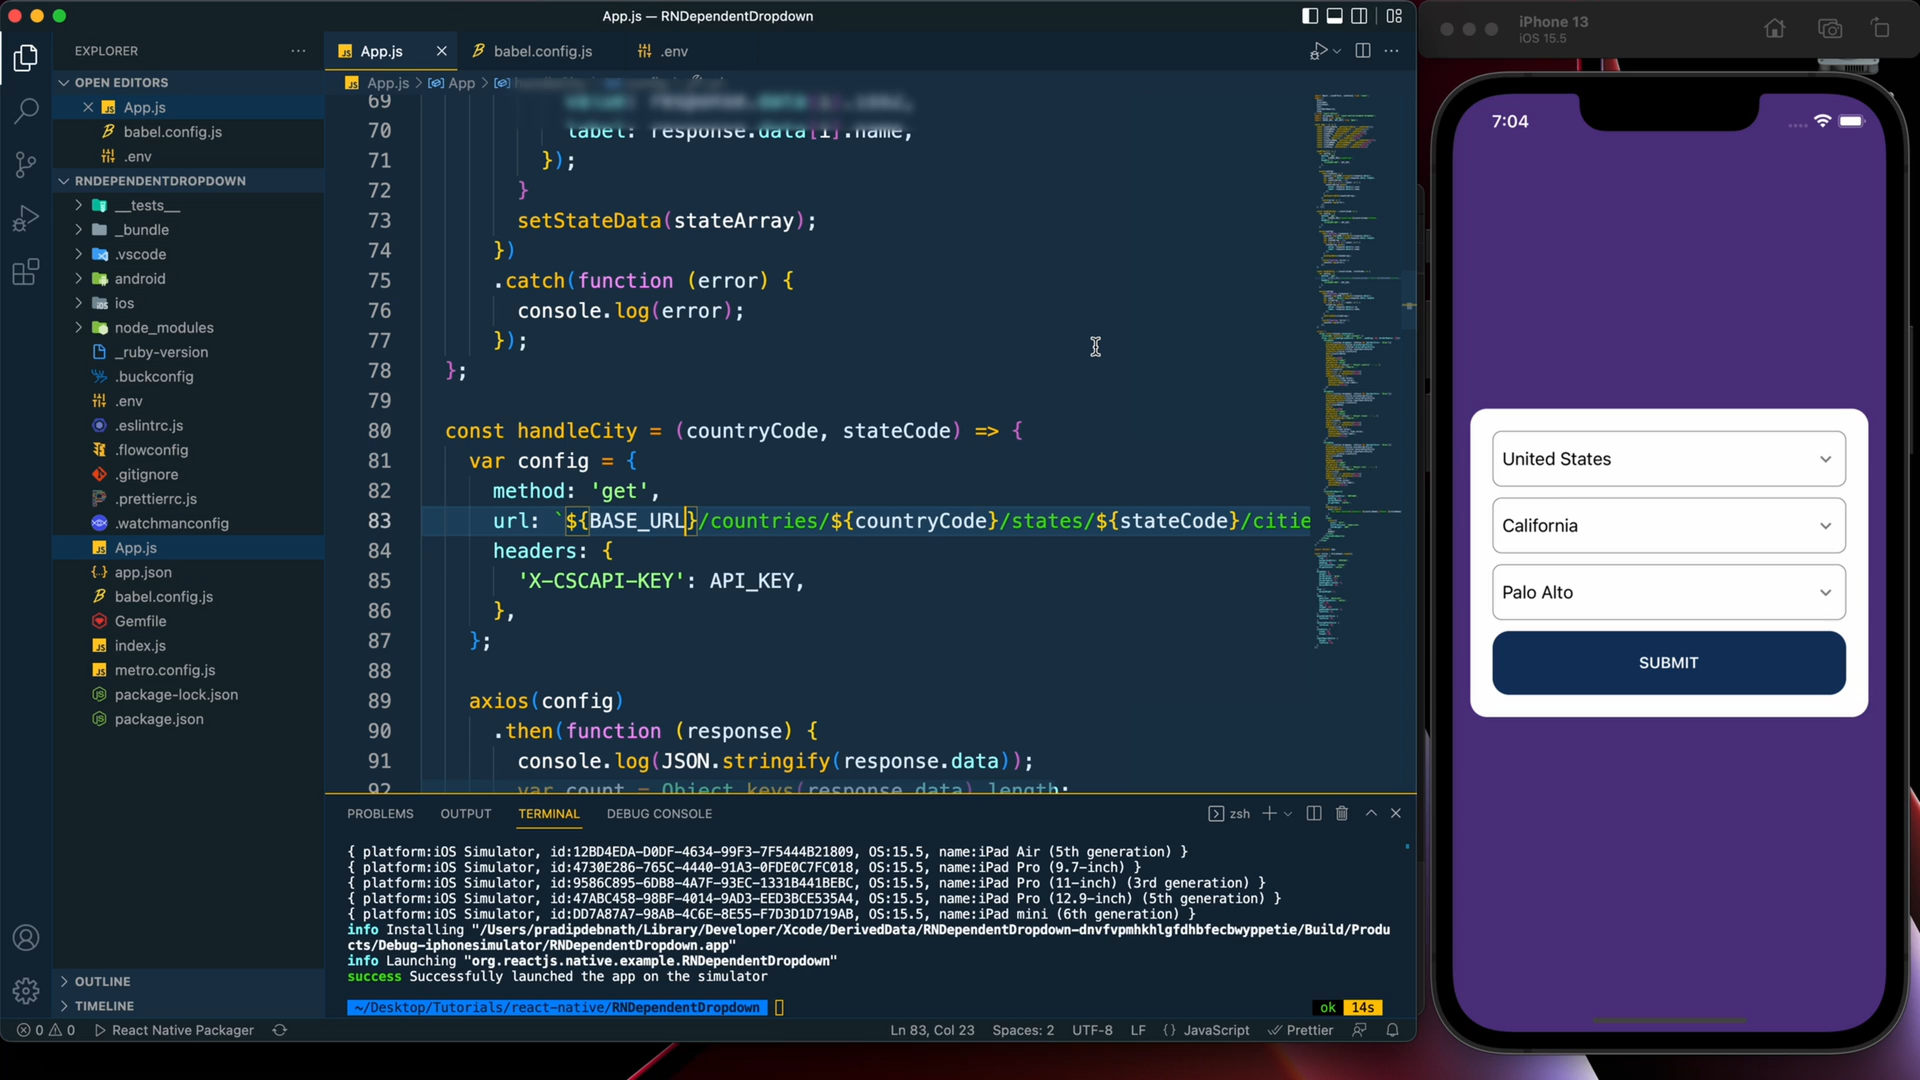 App.js — RNDependentDropdown
iPhone 13
iOS 15.5
EXPLORER
OPEN EDITORS
App.js
babel.config.js
.env
RNDEPENDENTDROPDOWN
__tests__
_bundle
.vscode
android
ios
node_modules
_ruby-version
.buckconfig
.env
.eslintrc.js
.flowconfig
.gitignore
.prettierrc.js
.watchmanconfig
App.js
app.json
babel.config.js
Gemfile
index.js
metro.config.js
package-lock.json
package.json
OUTLINE
TIMELINE
App.js
babel.config.js
.env
App.js > App >
69
70 label: response.data[i].name,
71 });
72 }
73 setStateData(stateArray);
74 })
75 .catch(function (error) {
76 console.log(error);
77 });
78 };
79
80 const handleCity = (countryCode, stateCode) => {
81 var config = {
82 method: 'get',
83 url: `${BASE_URL}/countries/${countryCode}/states/${stateCode}/citie
84 headers: {
85 'X-CSCAPI-KEY': API_KEY,
86 },
87 };
88
89 axios(config)
90 .then(function (response) {
91 console.log(JSON.stringify(response.data));
92 var count = Object.keys(response.data).length;
PROBLEMS OUTPUT TERMINAL DEBUG CONSOLE
zsh
{ platform:iOS Simulator, id:12BD4EDA-D0DF-4634-99F3-7F5444B21809, OS:15.5, name:iPad Air (5th generation) }
{ platform:iOS Simulator, id:4730E286-765C-4440-91A3-0FDE0C7FC018, OS:15.5, name:iPad Pro (9.7-inch) }
{ platform:iOS Simulator, id:9586C895-6DB8-4A7F-93EC-1331B441BEBC, OS:15.5, name:iPad Pro (11-inch) (3rd generation) }
{ platform:iOS Simulator, id:47ABC458-98BF-4014-9AD3-EED3BCE535A4, OS:15.5, name:iPad Pro (12.9-inch) (5th generation) }
{ platform:iOS Simulator, id:DD7A87A7-98AB-4C6E-8E55-F7D3D1D719AB, OS:15.5, name:iPad mini (6th generation) }
info Installing "/Users/pradipdebnath/Library/Developer/Xcode/DerivedData/RNDependentDropdown-dnvfvpmhkhlgfdhbfecbwyppetie/Build/Produ
cts/Debug-iphonesimulator/RNDependentDropdown.app"
info Launching "org.reactjs.native.example.RNDependentDropdown"
success Successfully launched the app on the simulator
~/Desktop/Tutorials/react-native/RNDependentDropdown
ok 14s
0 0 React Native Packager
Ln 83, Col 23 Spaces: 2 UTF-8 LF {} JavaScript Prettier
7:04
United States
California
Palo Alto
SUBMIT